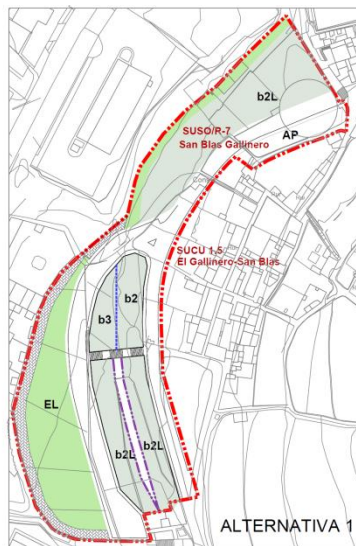 b2L
SUSO/R-7
San Blas Gallinero
AP
SUCU 1.5
El Gallinero-San Blas
b2
b3
EL
b2L
b2L
ALTERNATIVA 1